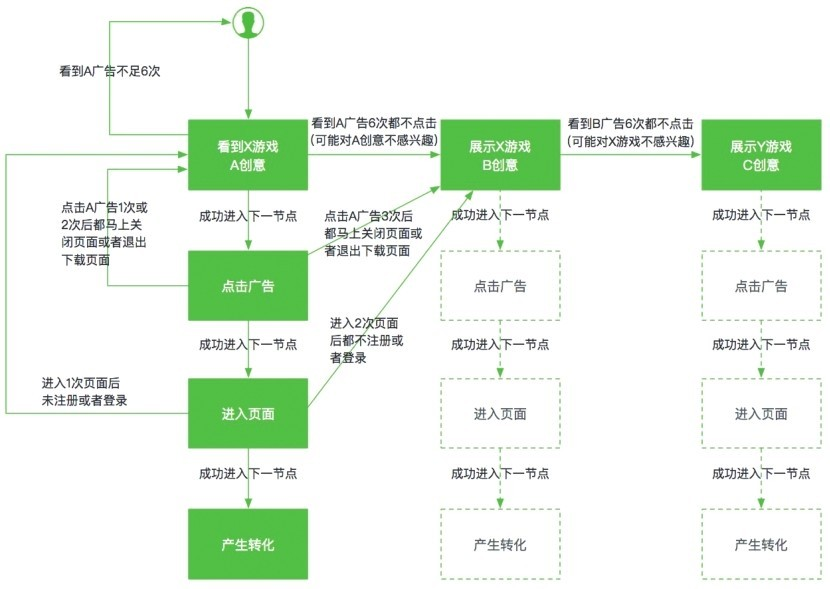 看到A广告不足6次
看到X游戏
A创意
看到A广告6次都不点击
(可能对A创意不感兴趣)
展示X游戏
B创意
看到B广告6次都不点击
(可能对X游戏不感兴趣)
展示Y游戏
C创意
点击A广告1次或
2次后都马上关
闭页面或者退出
下载页面
成功进入下一节点
点击A广告3次后
都马上关闭页面或
者退出下载页面
成功进入下一节点
成功进入下一节点
点击广告
点击广告
点击广告
成功进入下一节点
进入2次页面
后都不注册或
者登录
成功进入下一节点
成功进入下一节点
进入1次页面后
未注册或者登录
进入页面
进入页面
进入页面
成功进入下一节点
成功进入下一节点
成功进入下一节点
产生转化
产生转化
产生转化